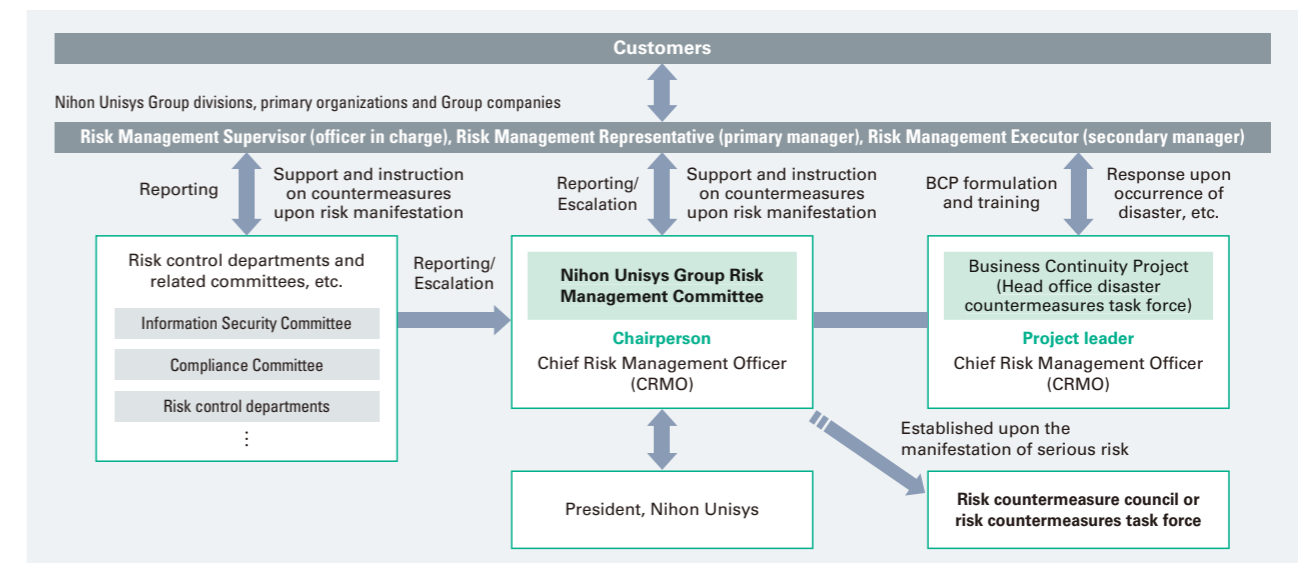 Customers
Nihon Unisys Group divisions, primary organizations and Group companies
Risk Management Supervisor (officer in charge), Risk Management Representative (primary manager), Risk Management Executor (secondary manager)
Reporting
Support and instruction
on countermeasures
upon risk manifestation
Reporting/
Escalation
Support and instruction
on countermeasures
upon risk manifestation
BCP formulation
and training
Response upon
occurrence of
disaster, etc.
Risk control departments and
related committees, etc.
Information Security Committee
Compliance Committee
Risk control departments
⋮
Reporting/
Escalation
Nihon Unisys Group Risk
Management Committee
Chairperson
Chief Risk Management Officer
(CRMO)
Business Continuity Project
(Head office disaster
countermeasures task force)
Project leader
Chief Risk Management Officer
(CRMO)
Established upon the
manifestation of serious risk
President, Nihon Unisys
Risk countermeasure council or
risk countermeasures task force